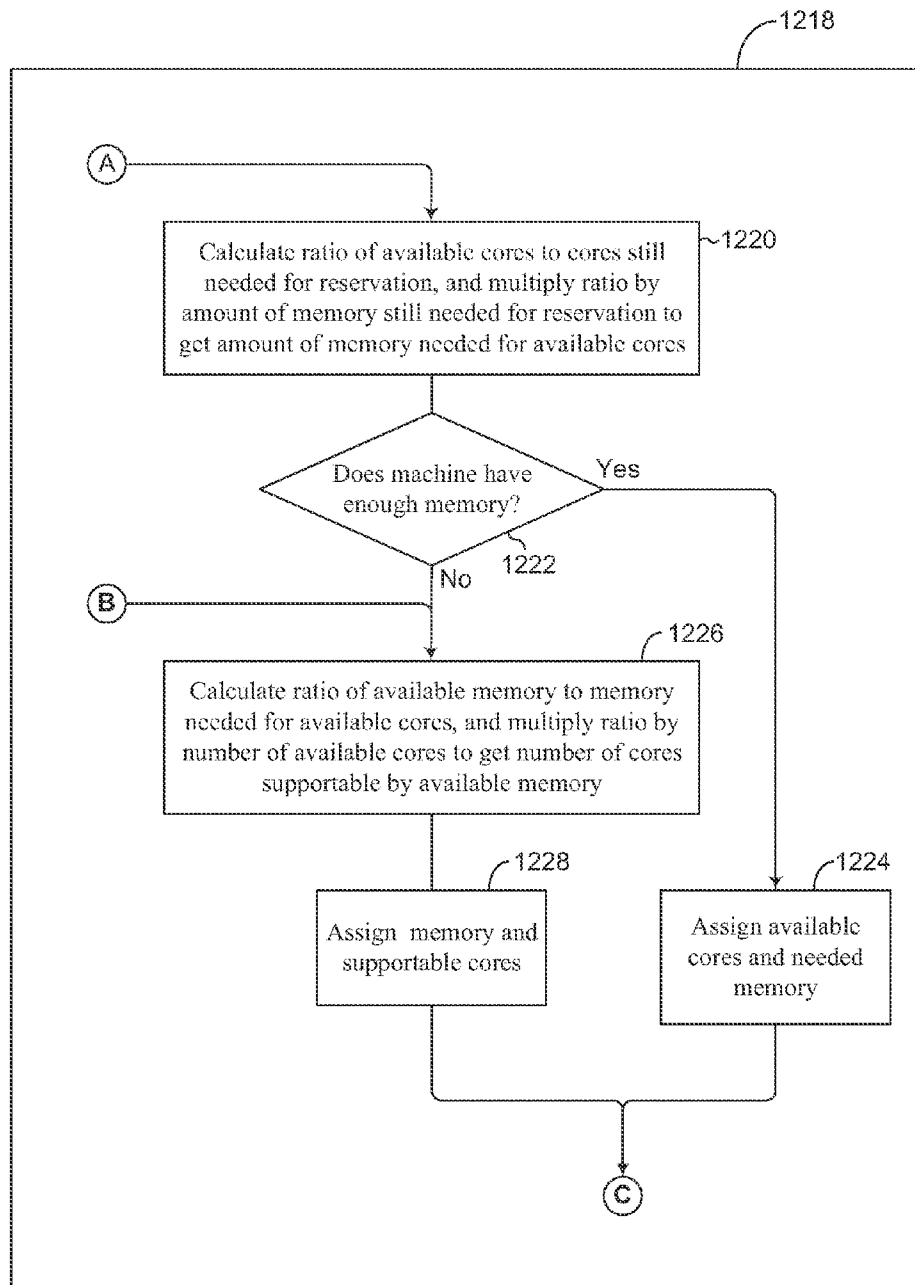 1218
A
Calculate ratio of available cores to cores still
needed for reservation, and multiply ratio by
amount of memory still needed for reservation to
get amount of memory needed for available cores
1220
Does machine have
enough memory?
Yes
1222
No
B
1226
Calculate ratio of available memory to memory
needed for available cores, and multiply ratio by
number of available cores to get number of cores
supportable by available memory
1228
Assign memory and
supportable cores
1224
Assign available
cores and needed
memory
C